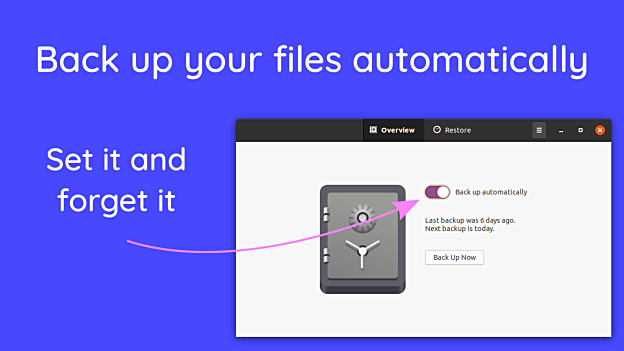 Back up your files automatically
Set it and
forget it
Overview
Restore
Back up automatically
Last backup was 6 days ago.
Next backup is today.
Back Up Now